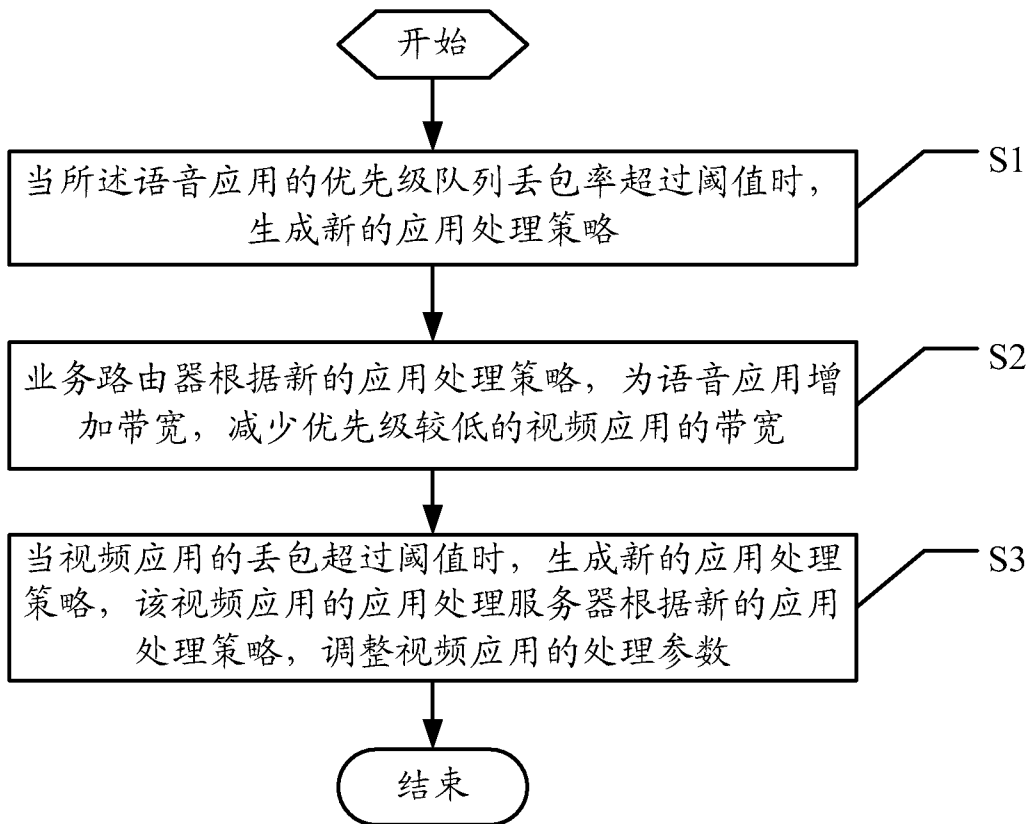 开始
当所述语音应用的优先级队列丢包率超过阈值时，
生成新的应用处理策略
S1
业务路由器根据新的应用处理策略，为语音应用增
加带宽，减少优先级较低的视频应用的带宽
S2
当视频应用的丢包超过阈值时，生成新的应用处理
策略，该视频应用的应用处理服务器根据新的应用
处理策略，调整视频应用的处理参数
S3
结束